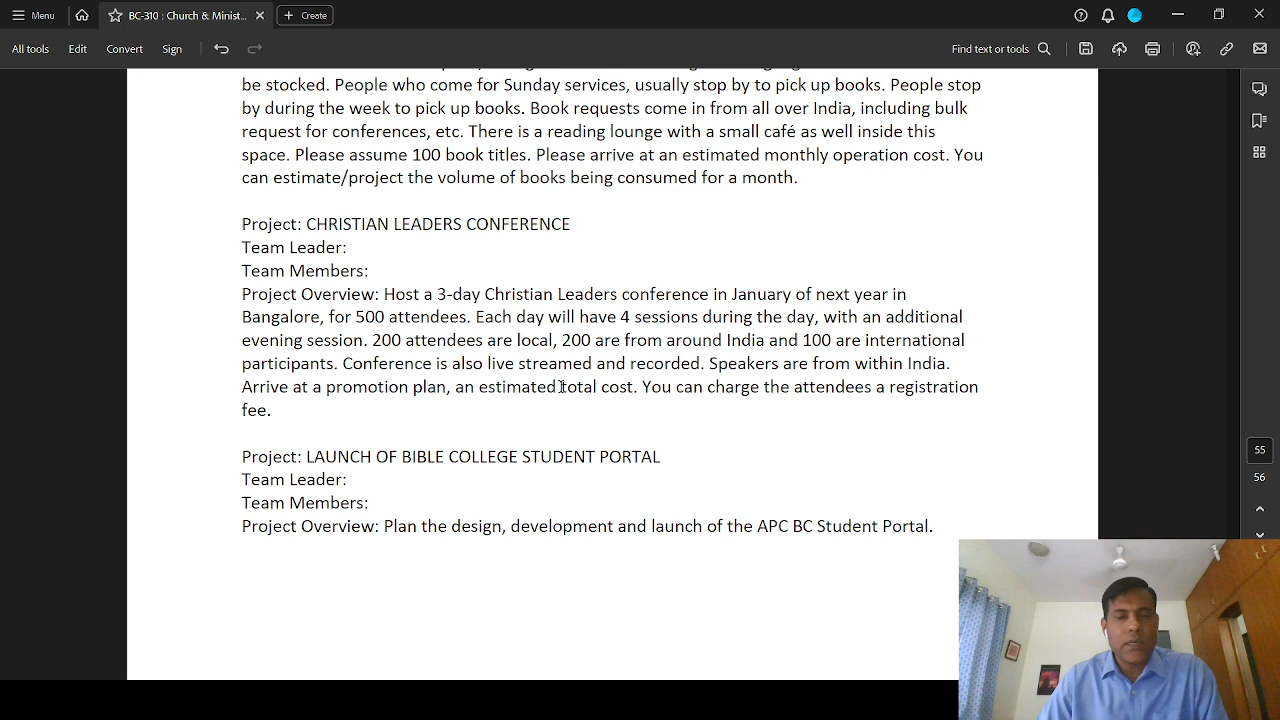 Menu
BC-310 : Church & Minist...
Create
All tools Edit Convert Sign
Find text or tools
be stocked. People who come for Sunday services, usually stop by to pick up books. People stop
by during the week to pick up books. Book requests come in from all over India, including bulk
request for conferences, etc. There is a reading lounge with a small café as well inside this
space. Please assume 100 book titles. Please arrive at an estimated monthly operation cost. You
can estimate/project the volume of books being consumed for a month.
Project: CHRISTIAN LEADERS CONFERENCE
Team Leader:
Team Members:
Project Overview: Host a 3-day Christian Leaders conference in January of next year in
Bangalore, for 500 attendees. Each day will have 4 sessions during the day, with an additional
evening session. 200 attendees are local, 200 are from around India and 100 are international
participants. Conference is also live streamed and recorded. Speakers are from within India.
Arrive at a promotion plan, an estimated total cost. You can charge the attendees a registration
fee.
Project: LAUNCH OF BIBLE COLLEGE STUDENT PORTAL
Team Leader:
Team Members:
Project Overview: Plan the design, development and launch of the APC BC Student Portal.
55
56